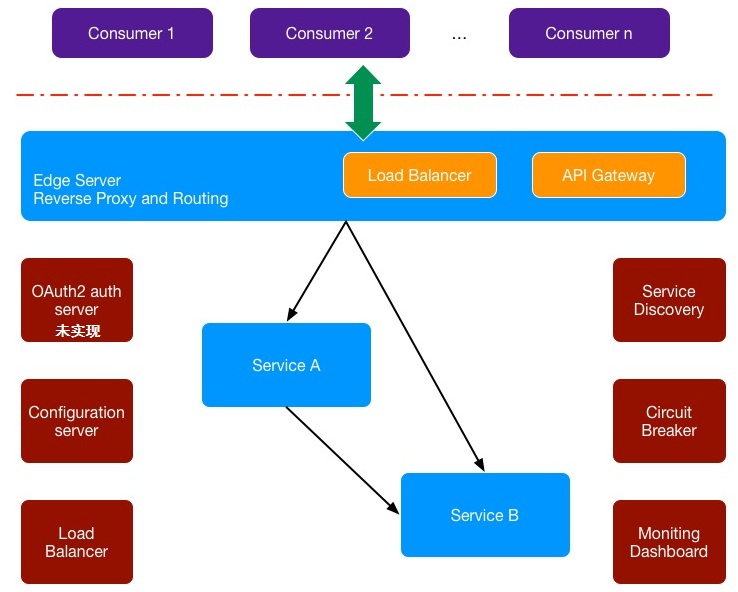 Consumer 1
Consumer 2
...
Consumer n
Edge Server
Reverse Proxy and Routing
Load Balancer
API Gateway
OAuth2 auth
server
未实现
Service
Discovery
Service A
Configuration
server
Circuit
Breaker
Service B
Load
Balancer
Moniting
Dashboard